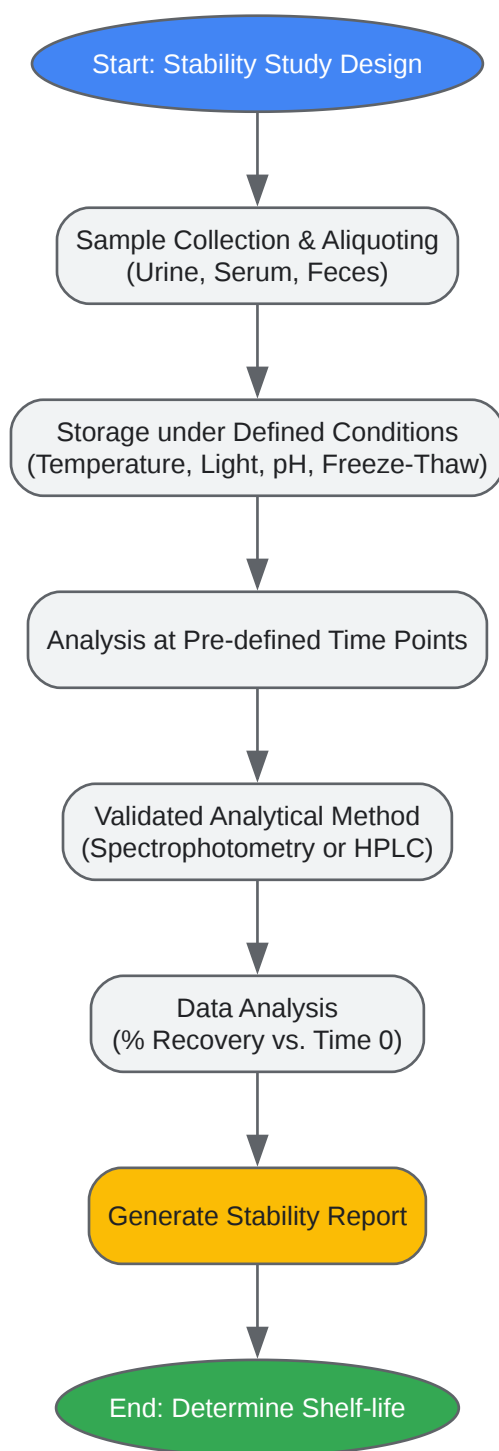 Start: Stability Study Design
Sample Collection & Aliquoting
(Urine, Serum, Feces)
Storage under Defined Conditions
(Temperature, Light, pH, Freeze-Thaw)
Analysis at Pre-defined Time Points
Validated Analytical Method
(Spectrophotometry or HPLC)
Data Analysis
(% Recovery vs. Time 0)
Generate Stability Report
End: Determine Shelf-life